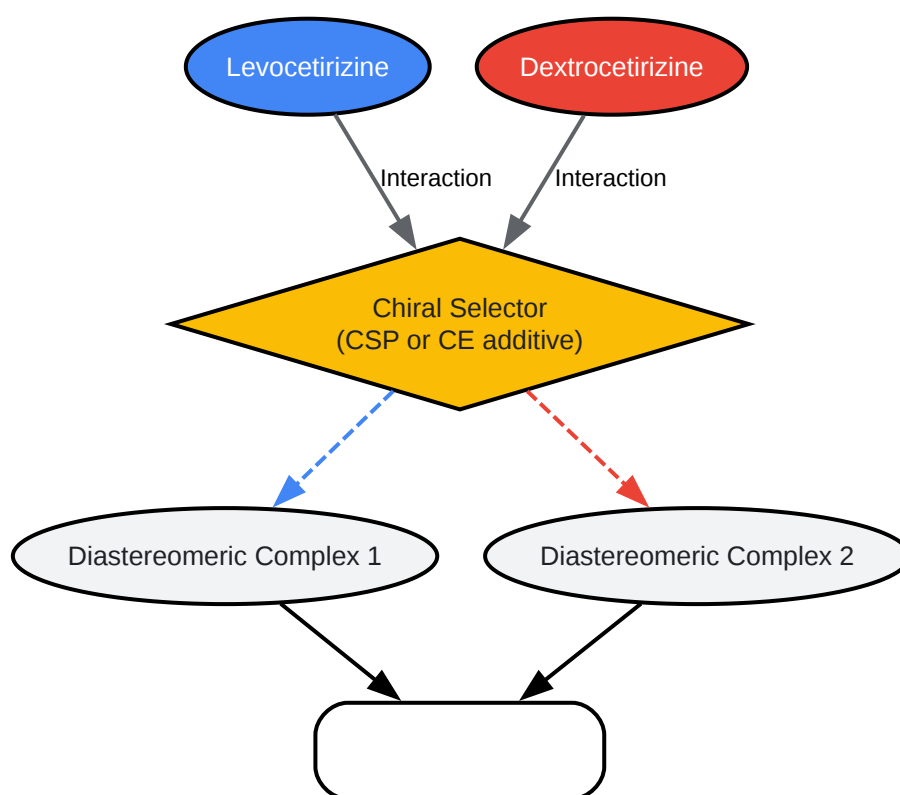 Levocetirizine
Dextrocetirizine
Interaction
Interaction
Chiral Selector
(CSP or CE additive)
Diastereomeric Complex 1
Diastereomeric Complex 2